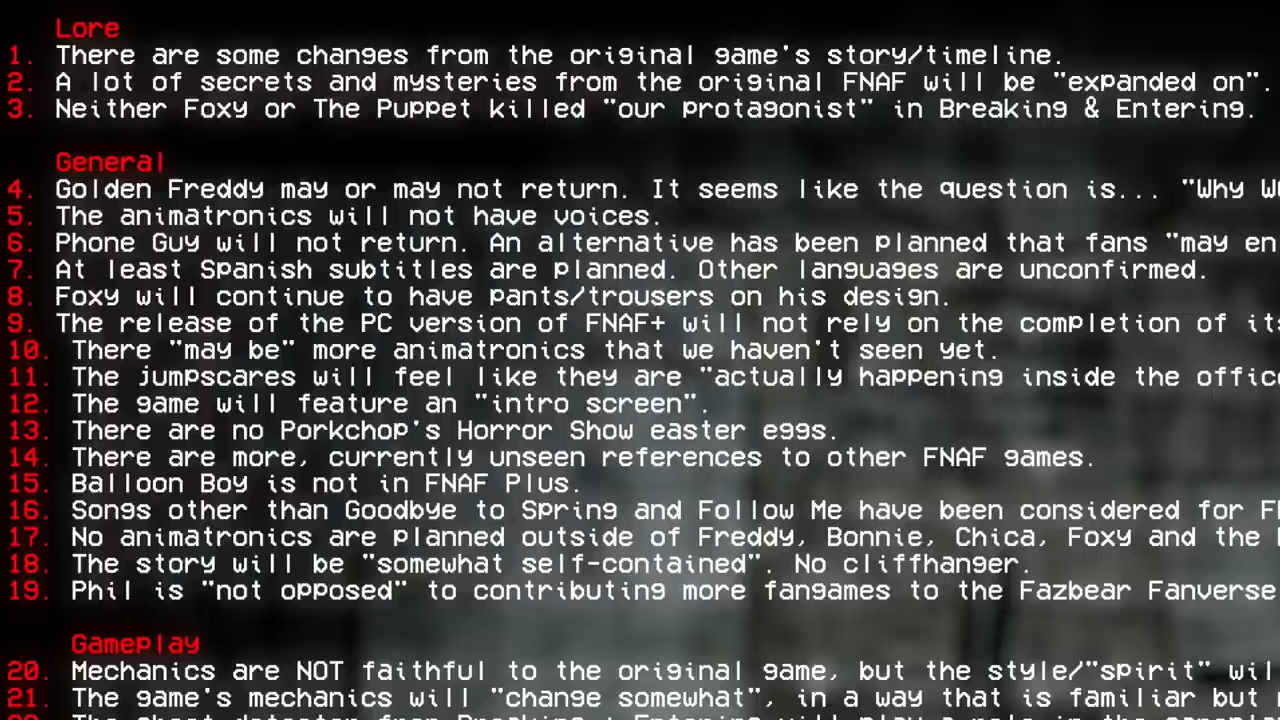 Lore
1. There are some changes from the original game's story/timeline.
2. A lot of secrets and mysteries from the original FNAF will be "expanded on".
3. Neither Foxy or The Puppet killed "our protagonist" in Breaking & Entering.
General
4. Golden Freddy may or may not return. It seems like the question is... "Why
5. The animatronics will not have voices.
6. Phone Guy will not return. An alternative has been planned that fans "may
7. At least Spanish subtitles are planned. Other languages are unconfirmed.
8. Foxy will continue to have pants/trousers on his design.
9. The release of the PC version of FNAF+ will not rely on the completion of
10. There "may be" more animatronics that we haven't seen yet.
11. The jumpscares will feel like they are "actually happening inside the
12. The game will feature an "intro screen".
13. There are no Porkchop's Horror Show easter eggs.
14. There are more, currently unseen references to other FNAF games.
15. Balloon Boy is not in FNAF Plus.
16. Songs other than Goodbye to Spring and Follow Me have been considered for
17. No animatronics are planned outside of Freddy, Bonnie, Chica, Foxy and the
18. The story will be "somewhat self-contained". No cliffhanger.
19. Phil is "not opposed" to contributing more fangames to the Fazbear Fanverse
Gameplay
20. Mechanics are NOT faithful to the original game, but the style/"spirit"
21. The game's mechanics will "change somewhat", in a way that is familiar but